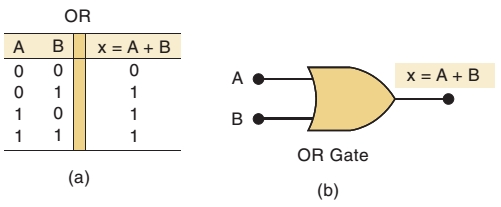 OR
A B x = A + B
0 0 0
0 1 1
1 0 1
1 1 1
(a)
A
B
x = A + B
OR Gate
(b)